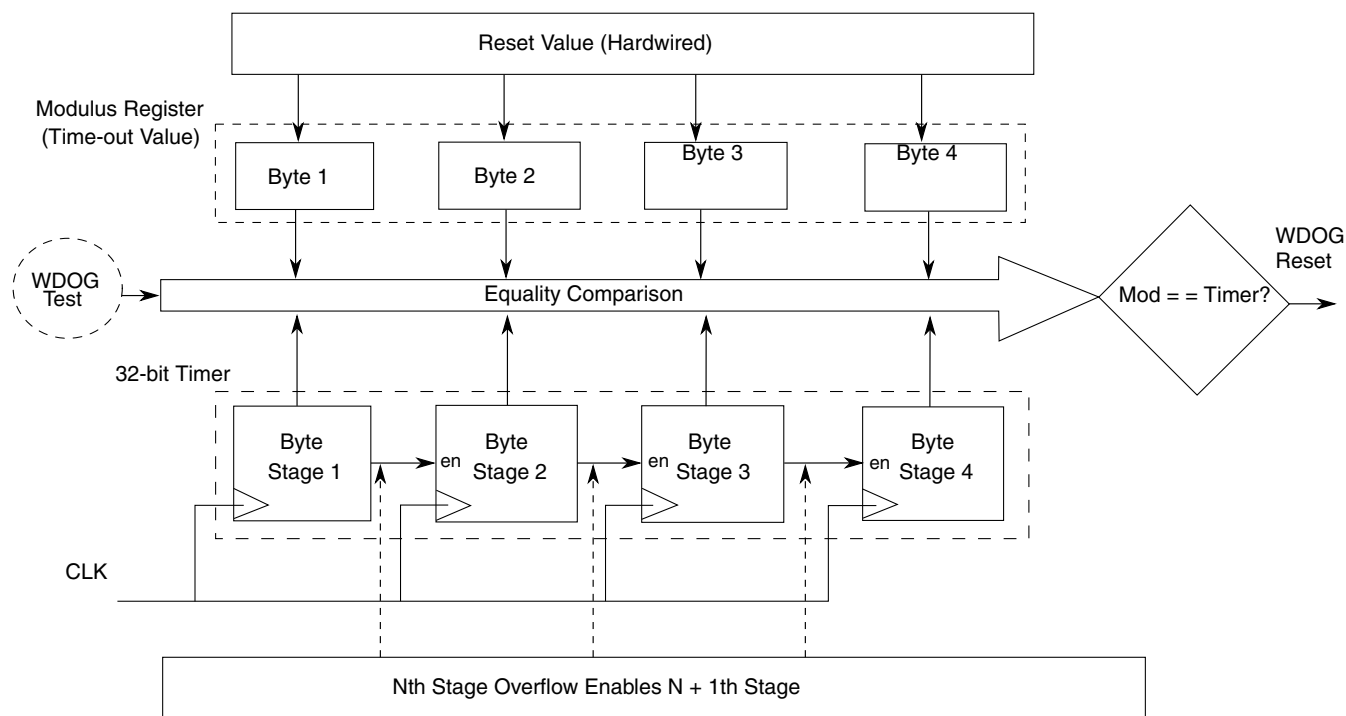 Reset Value (Hardwired)
Modulus Register
(Time-out Value)
Byte 1
Byte 2
Byte 3
Byte 4
WDOG
Test
Equality Comparison
Mod = = Timer?
WDOG
Reset
32-bit Timer
Byte
Stage 1
en
Byte
Stage 2
en
Byte
Stage 3
en
Byte
Stage 4
CLK
Nth Stage Overflow Enables N + 1th Stage